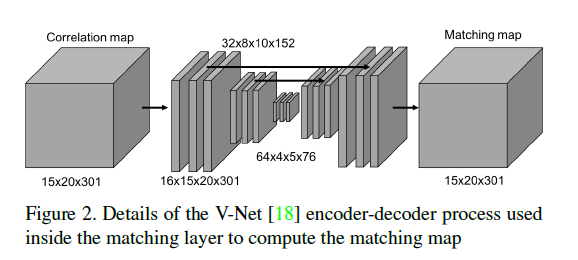 Correlation map
32x8x10x152
Matching map
64x4x5x76
15x20x301
16x15x20x301
15x20x301
Figure 2. Details of the V-Net [18] encoder-decoder process used
inside the matching layer to compute the matching map